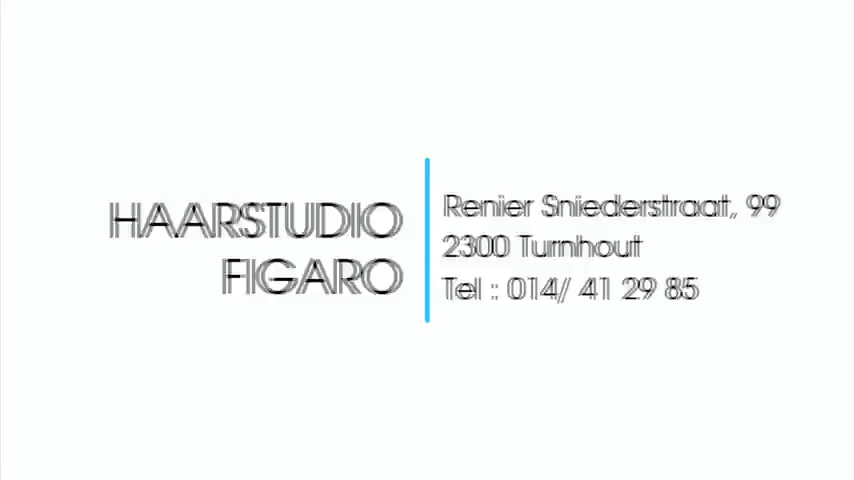 HAARSTUDIO
FIGARO
Renier Sniederstraat, 99
2300 Turnhout
Tel : 014/ 41 29 85